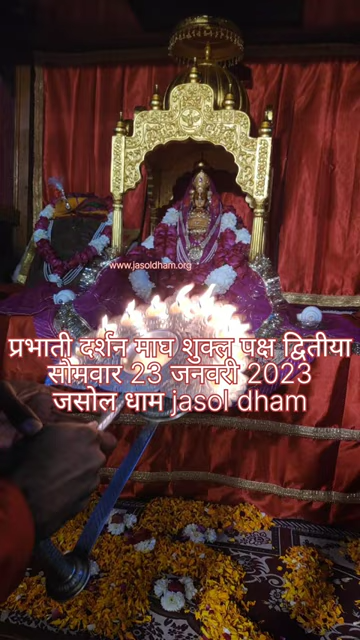 www.jasoldham.org
प्रभाती दर्शन माघ शुक्ल पक्ष द्वितीया
सोमवार 23 जनवरी 2023
जसोल धाम jasol dham